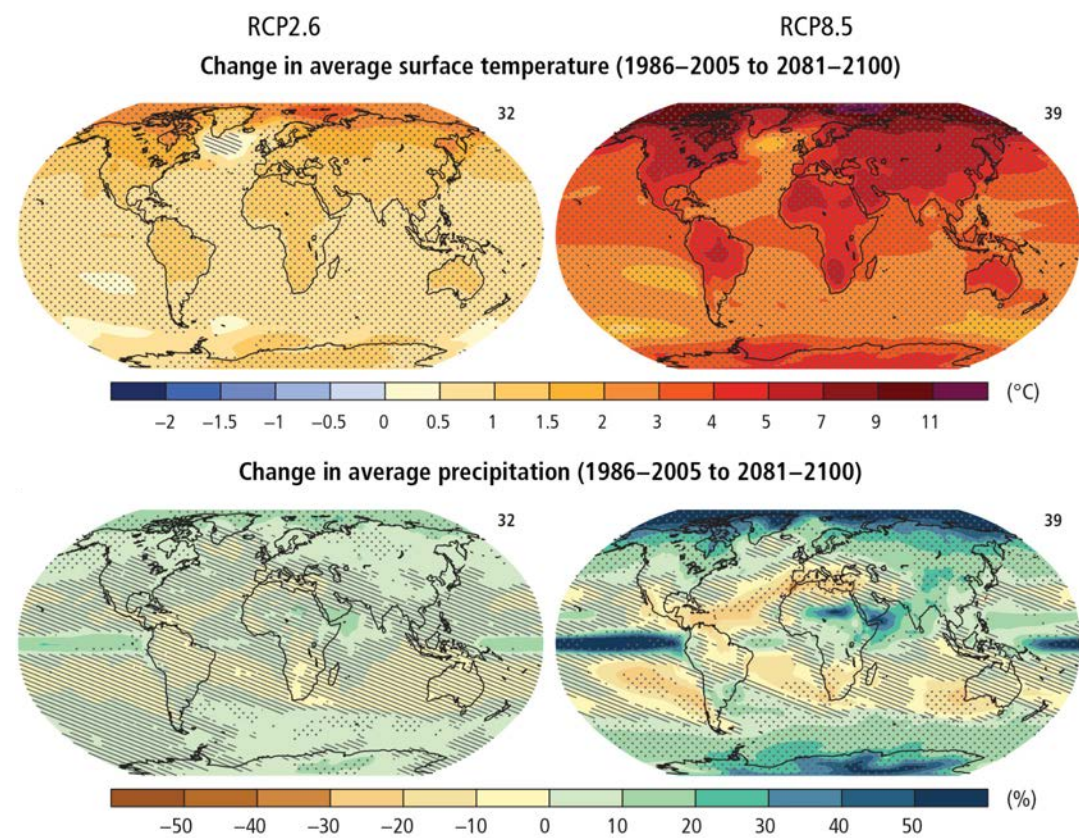 RCP2.6 RCP8.5
Change in average surface temperature (1986–2005 to 2081–2100)
32 39
−2 −1.5 −1 −0.5 0 0.5 1 1.5 2 3 4 5 7 9 11 (°C)
Change in average precipitation (1986–2005 to 2081–2100)
32 39
−50 −40 −30 −20 −10 0 10 20 30 40 50 (%)